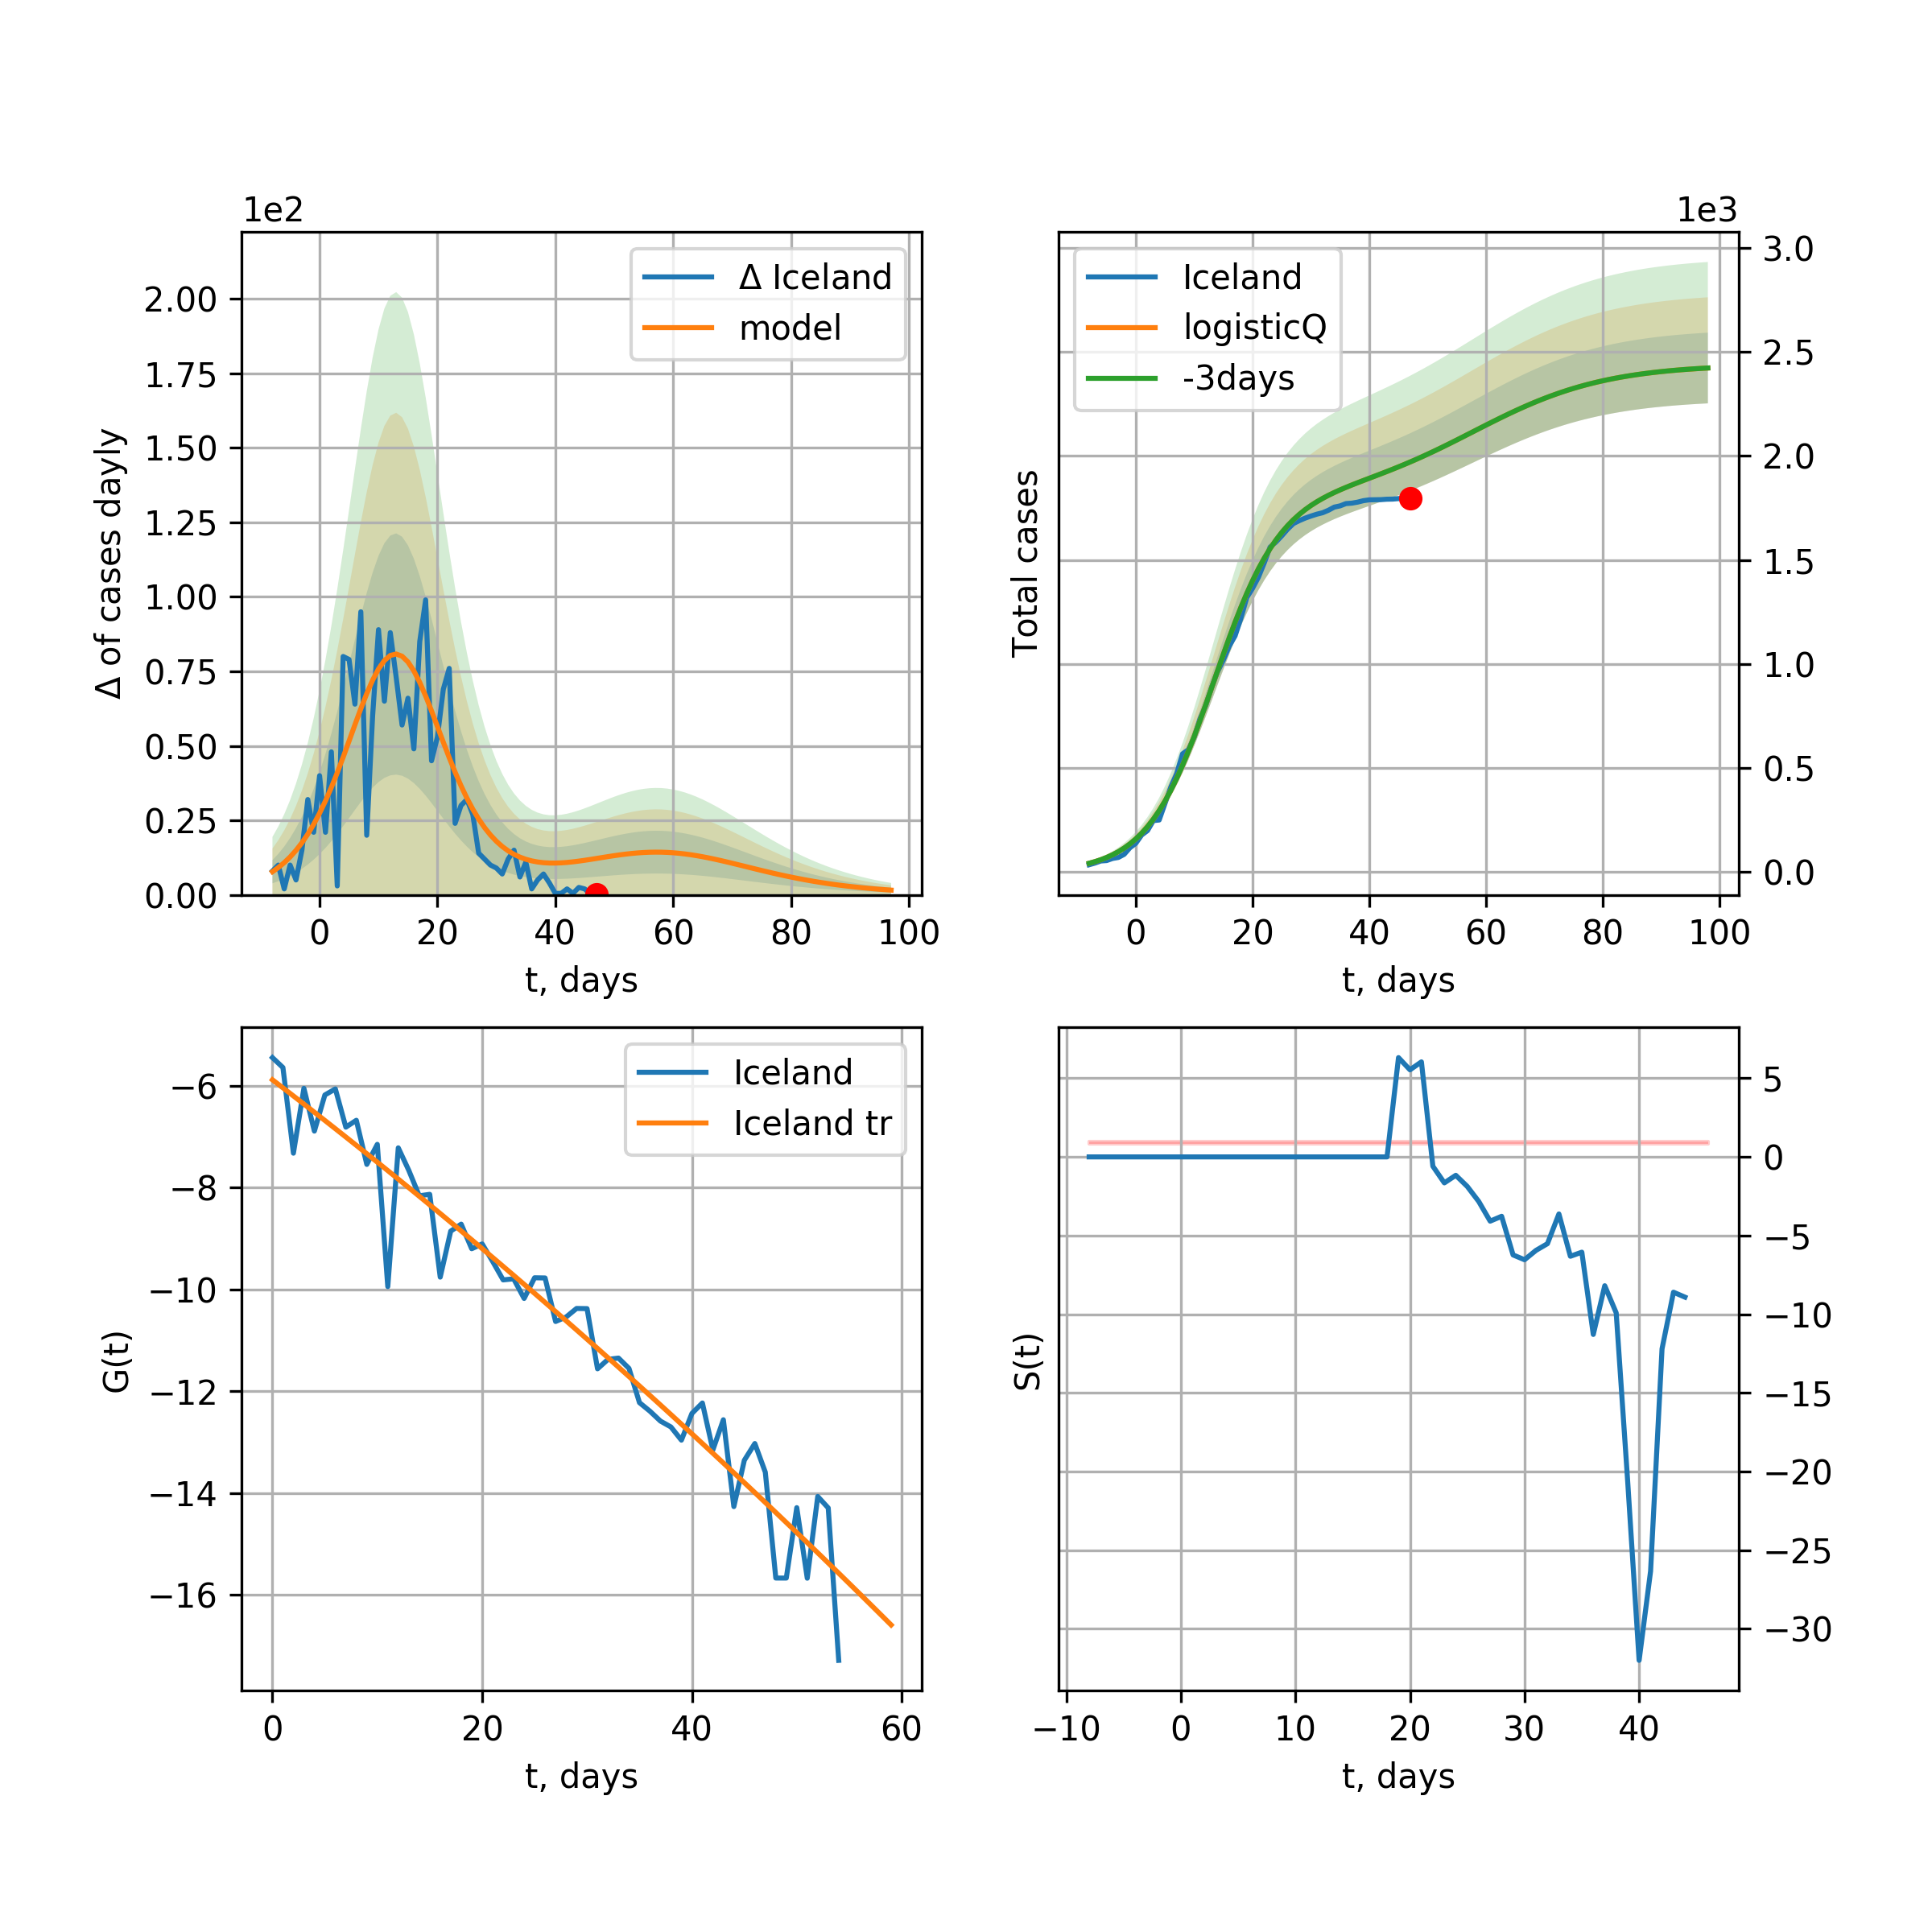 1e2
Δ of cases dayly
2.00
1.75
1.50
1.25
1.00
0.75
0.50
0.25
0.00
Δ Iceland
model
0 20 40 60 80 100
t, days
1e3
Total cases
Iceland
logisticQ
-3days
3.0
2.5
2.0
1.5
1.0
0.5
0.0
0 20 40 60 80 100
t, days
G(t)
−6
−8
−10
−12
−14
−16
Iceland
Iceland tr
0 20 40 60
t, days
S(t)
5
0
−5
−10
−15
−20
−25
−30
−10 0 10 20 30 40
t, days